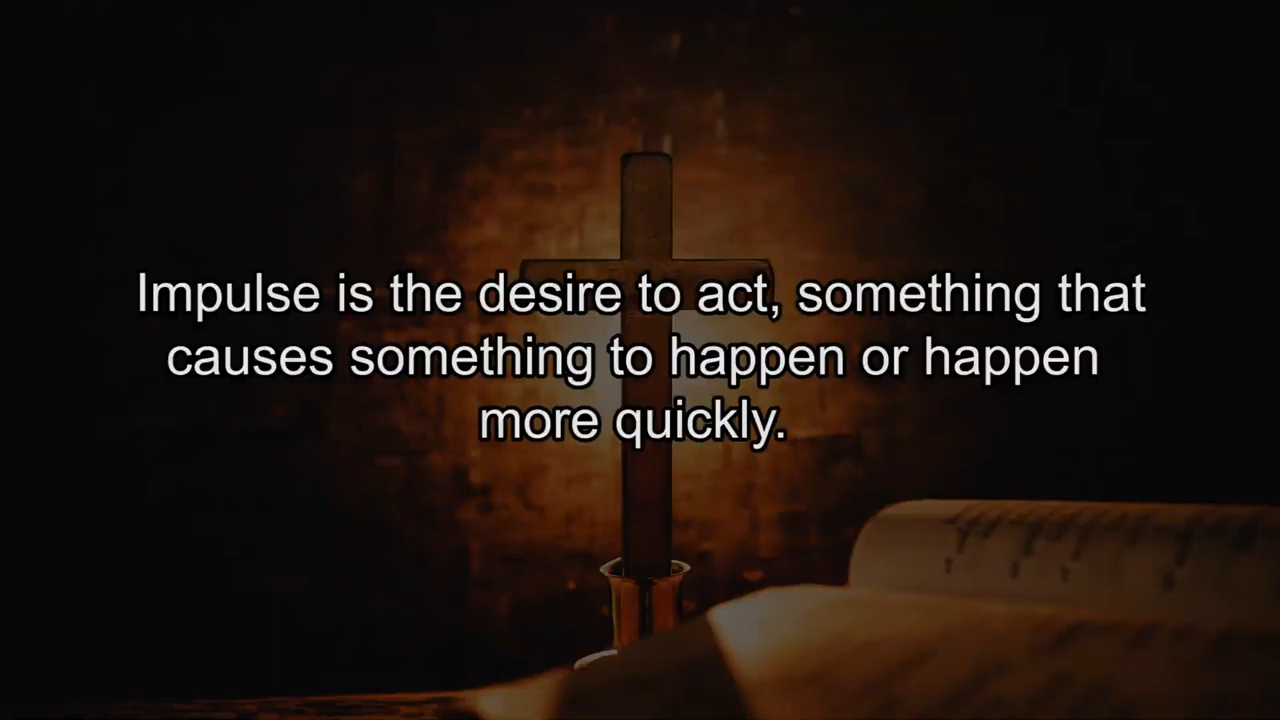 Impulse is the desire to act, something that
causes something to happen or happen
more quickly.